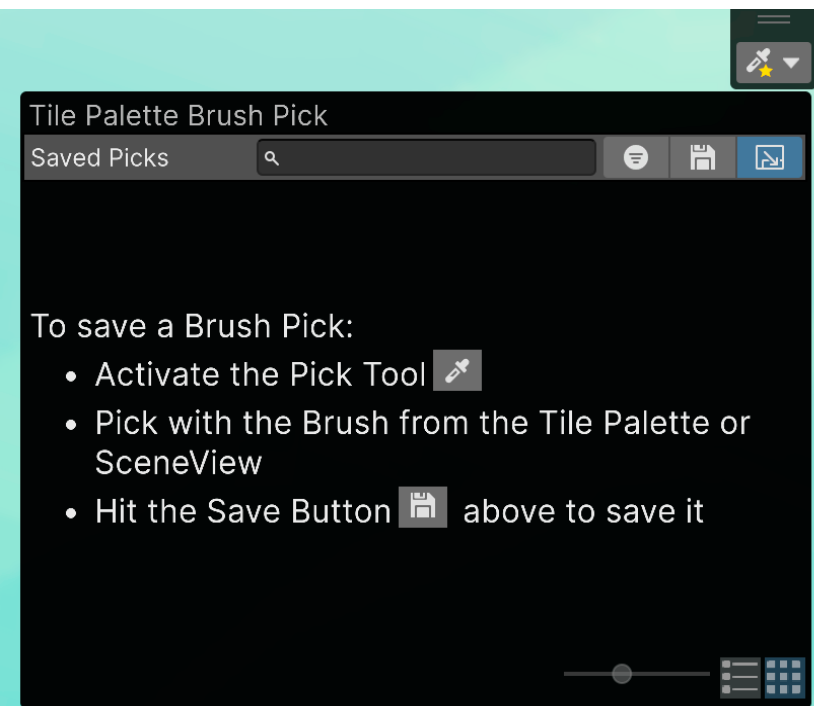 Tile Palette Brush Pick
Saved Picks
To save a Brush Pick:
• Activate the Pick Tool
• Pick with the Brush from the Tile Palette or
SceneView
• Hit the Save Button above to save it